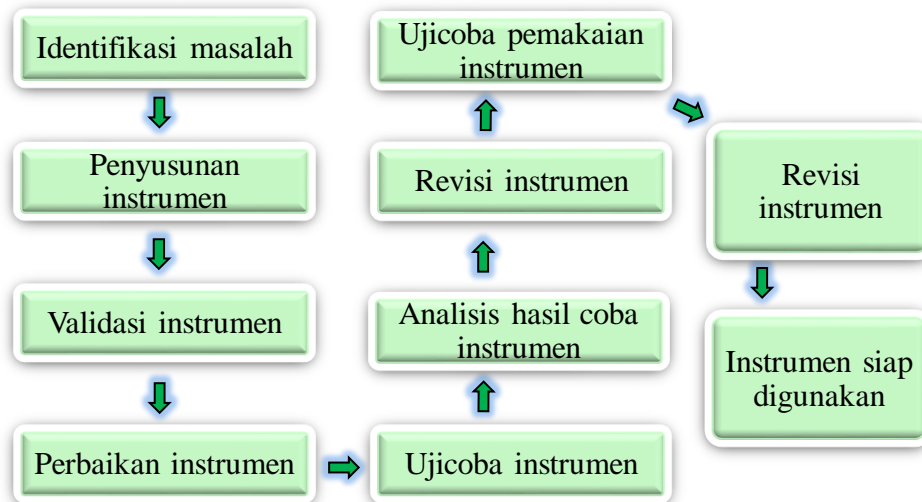 Identifikasi masalah
Penyusunan
instrumen
Validasi instrumen
Perbaikan instrumen
Ujicoba instrumen
Analisis hasil coba
instrumen
Revisi instrumen
Ujicoba pemakaian
instrumen
Revisi
instrumen
Instrumen siap
digunakan